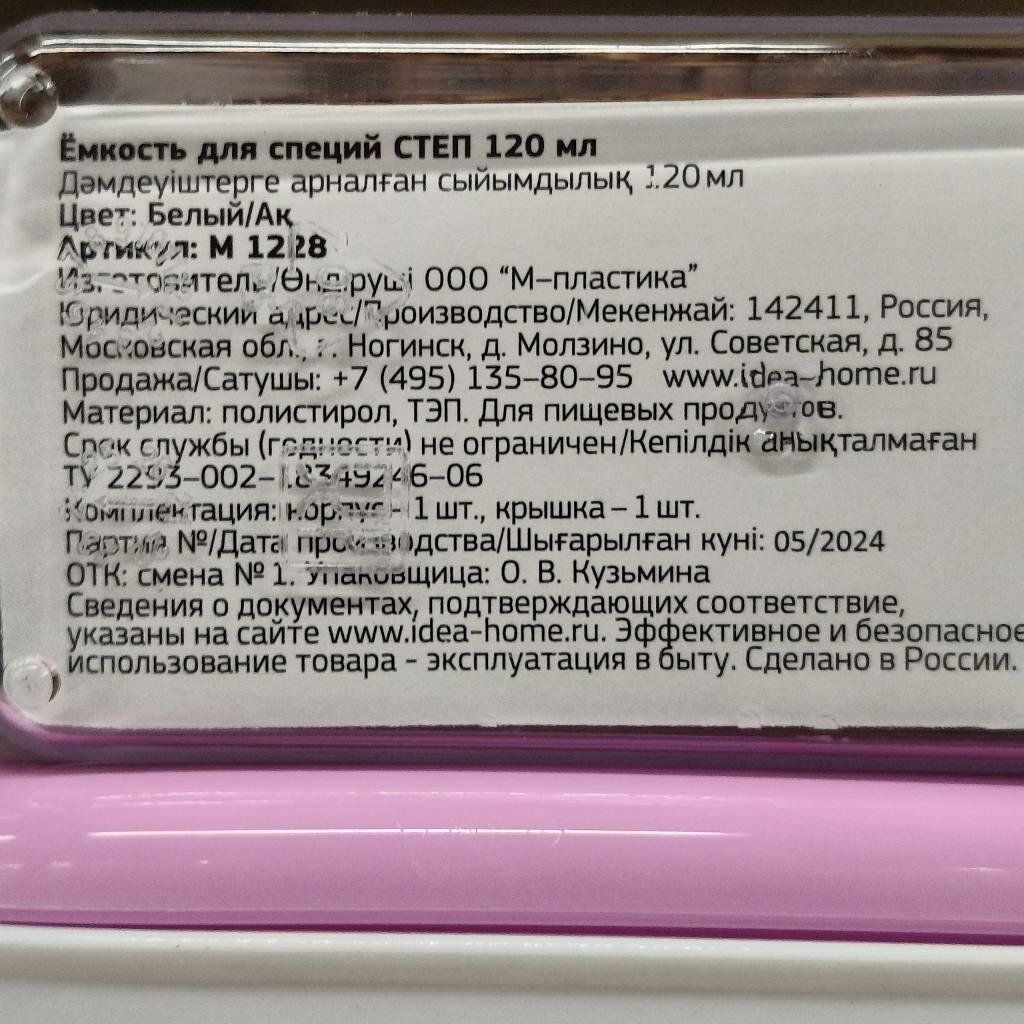 Ёмкость для специй СТЕП 120 мл
Дәмдеуіштерге арналған сыйымдылық 120 мл
Цвет: Белый/Ақ
Артикул: М 1228
Изготовитель/Өндіруші ООО “М–пластика”
Юридический адрес/Производство/Мекенжай: 142411, Россия,
Московская обл., г. Ногинск, д. Молзино, ул. Советская, д. 85
Продажа/Сатушы: +7 (495) 135–80–95 www.idea–home.ru
Материал: полистирол, ТЭП. Для пищевых продуктов.
Срок службы (годности) не ограничен/Кепілдік анықталмаған
ТУ 2293–002–18349246–06
Комплектация: корпус – 1 шт., крышка – 1 шт.
Партия №/Дата производства/Шығарылған күні: 05/2024
ОТК: смена № 1. Упаковщица: О. В. Кузьмина
Сведения о документах, подтверждающих соответствие,
указаны на сайте www.idea-home.ru. Эффективное и безопасное
использование товара - эксплуатация в быту. Сделано в России.